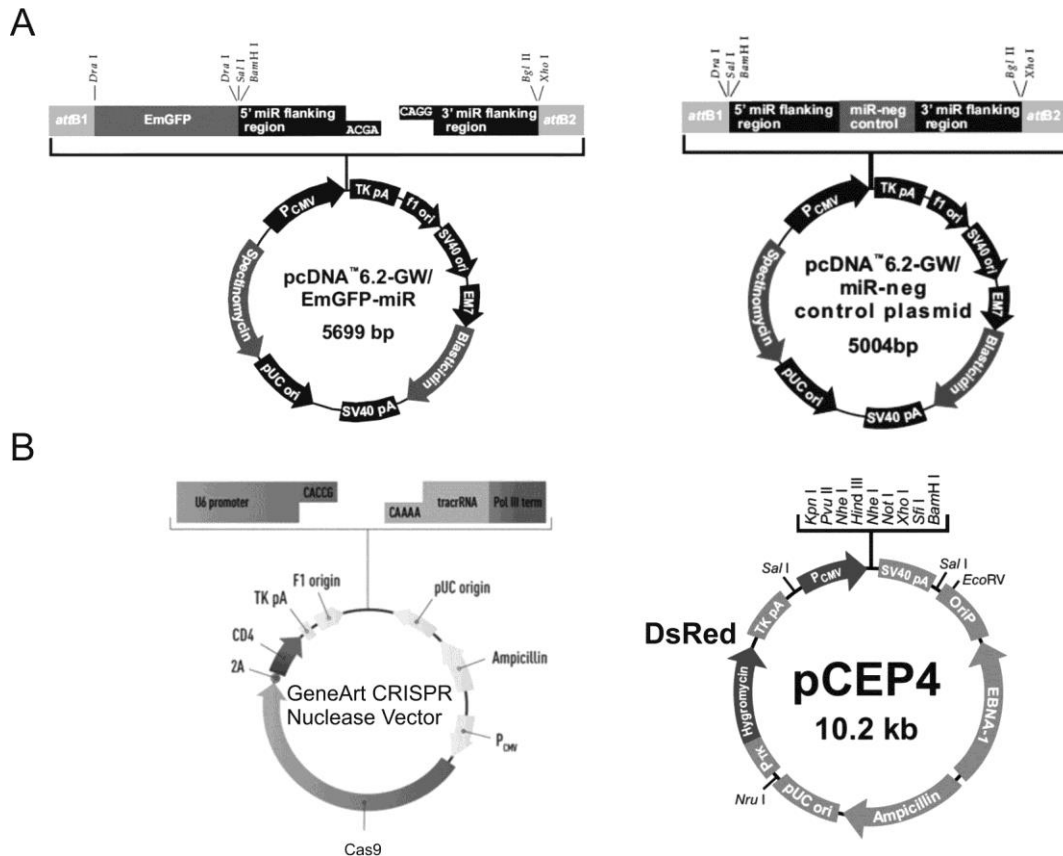 A
Dra I
Dra I
Sal I
BamH I
Bgl II
Xho I
attB1
EmGFP
5' miR flanking
region
ACGA
CAGG
3' miR flanking
region
attB2
PCMV
TK pA
f1 ori
SV40 ori
EM7
Blasticidin
SV40 pA
pUC ori
Spectinomycin
pcDNA™6.2-GW/
EmGFP-miR
5699 bp
Dra I
Sal I
BamH I
Bgl II
Xho I
attB1
5' miR flanking
region
miR-neg
control
3' miR flanking
region
attB2
PCMV
TK pA
f1 ori
SV40 ori
EM7
Blasticidin
SV40 pA
pUC ori
Spectinomycin
pcDNA™6.2-GW/
miR-neg
control plasmid
5004bp
B
U6 promoter
CACCG
CAAAA
tracrRNA
Pol III term
F1 origin
TK pA
CD4
2A
pUC origin
Ampicillin
PCMV
Cas9
GeneArt CRISPR
Nuclease Vector
Kpn I
Pvu II
Nhe I
Hind III
Nhe I
Not I
Xho I
Sfi I
BamH I
Sal I
PCMV
SV40 pA
Sal I
EcoRV
OriP
EBNA-1
Ampicillin
pUC ori
Nru I
PTK
Hygromycin
TK pA
DsRed
pCEP4
10.2 kb